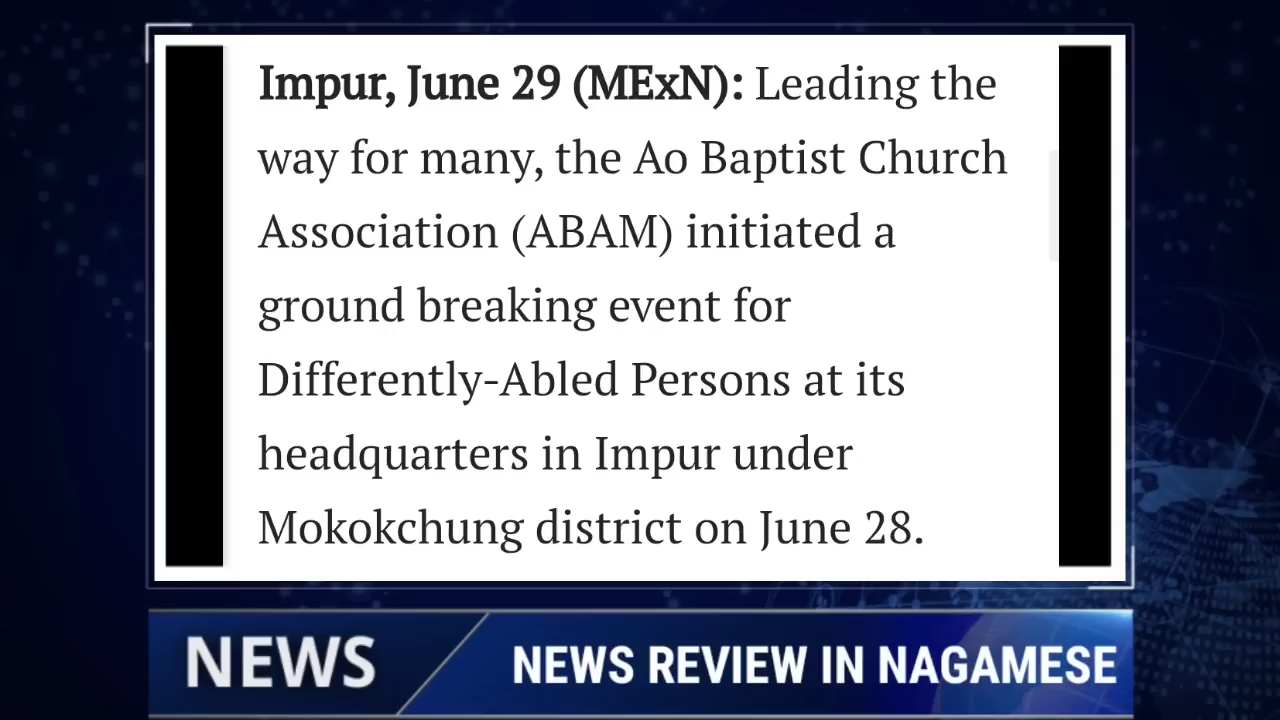 Impur, June 29 (MExN): Leading the
way for many, the Ao Baptist Church
Association (ABAM) initiated a
ground breaking event for
Differently-Abled Persons at its
headquarters in Impur under
Mokokchung district on June 28.
NEWS
NEWS REVIEW IN NAGAMESE